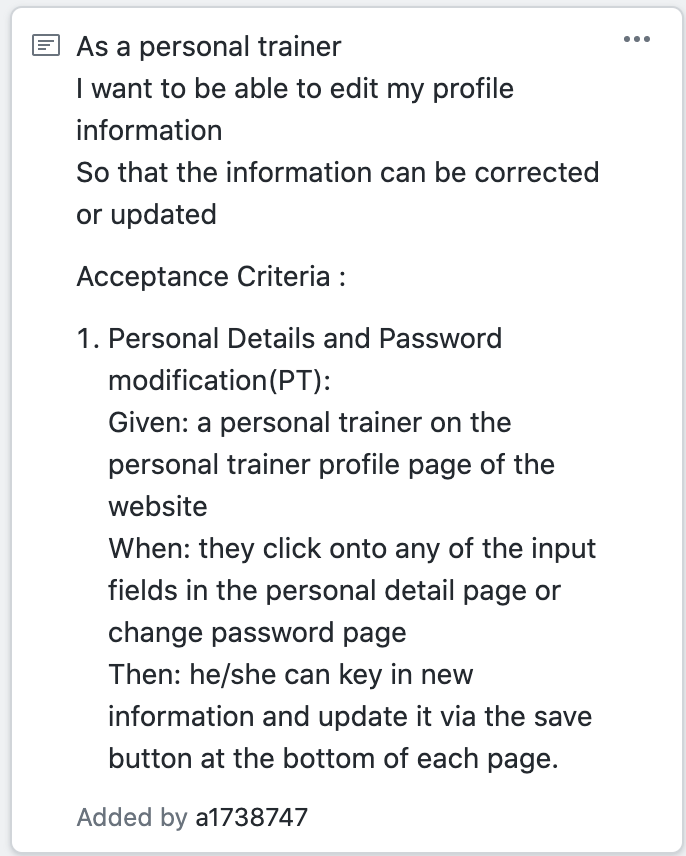 As a personal trainer
I want to be able to edit my profile
information
So that the information can be corrected
or updated
Acceptance Criteria :
1. Personal Details and Password
modification(PT):
Given: a personal trainer on the
personal trainer profile page of the
website
When: they click onto any of the input
fields in the personal detail page or
change password page
Then: he/she can key in new
information and update it via the save
button at the bottom of each page.
Added by a1738747